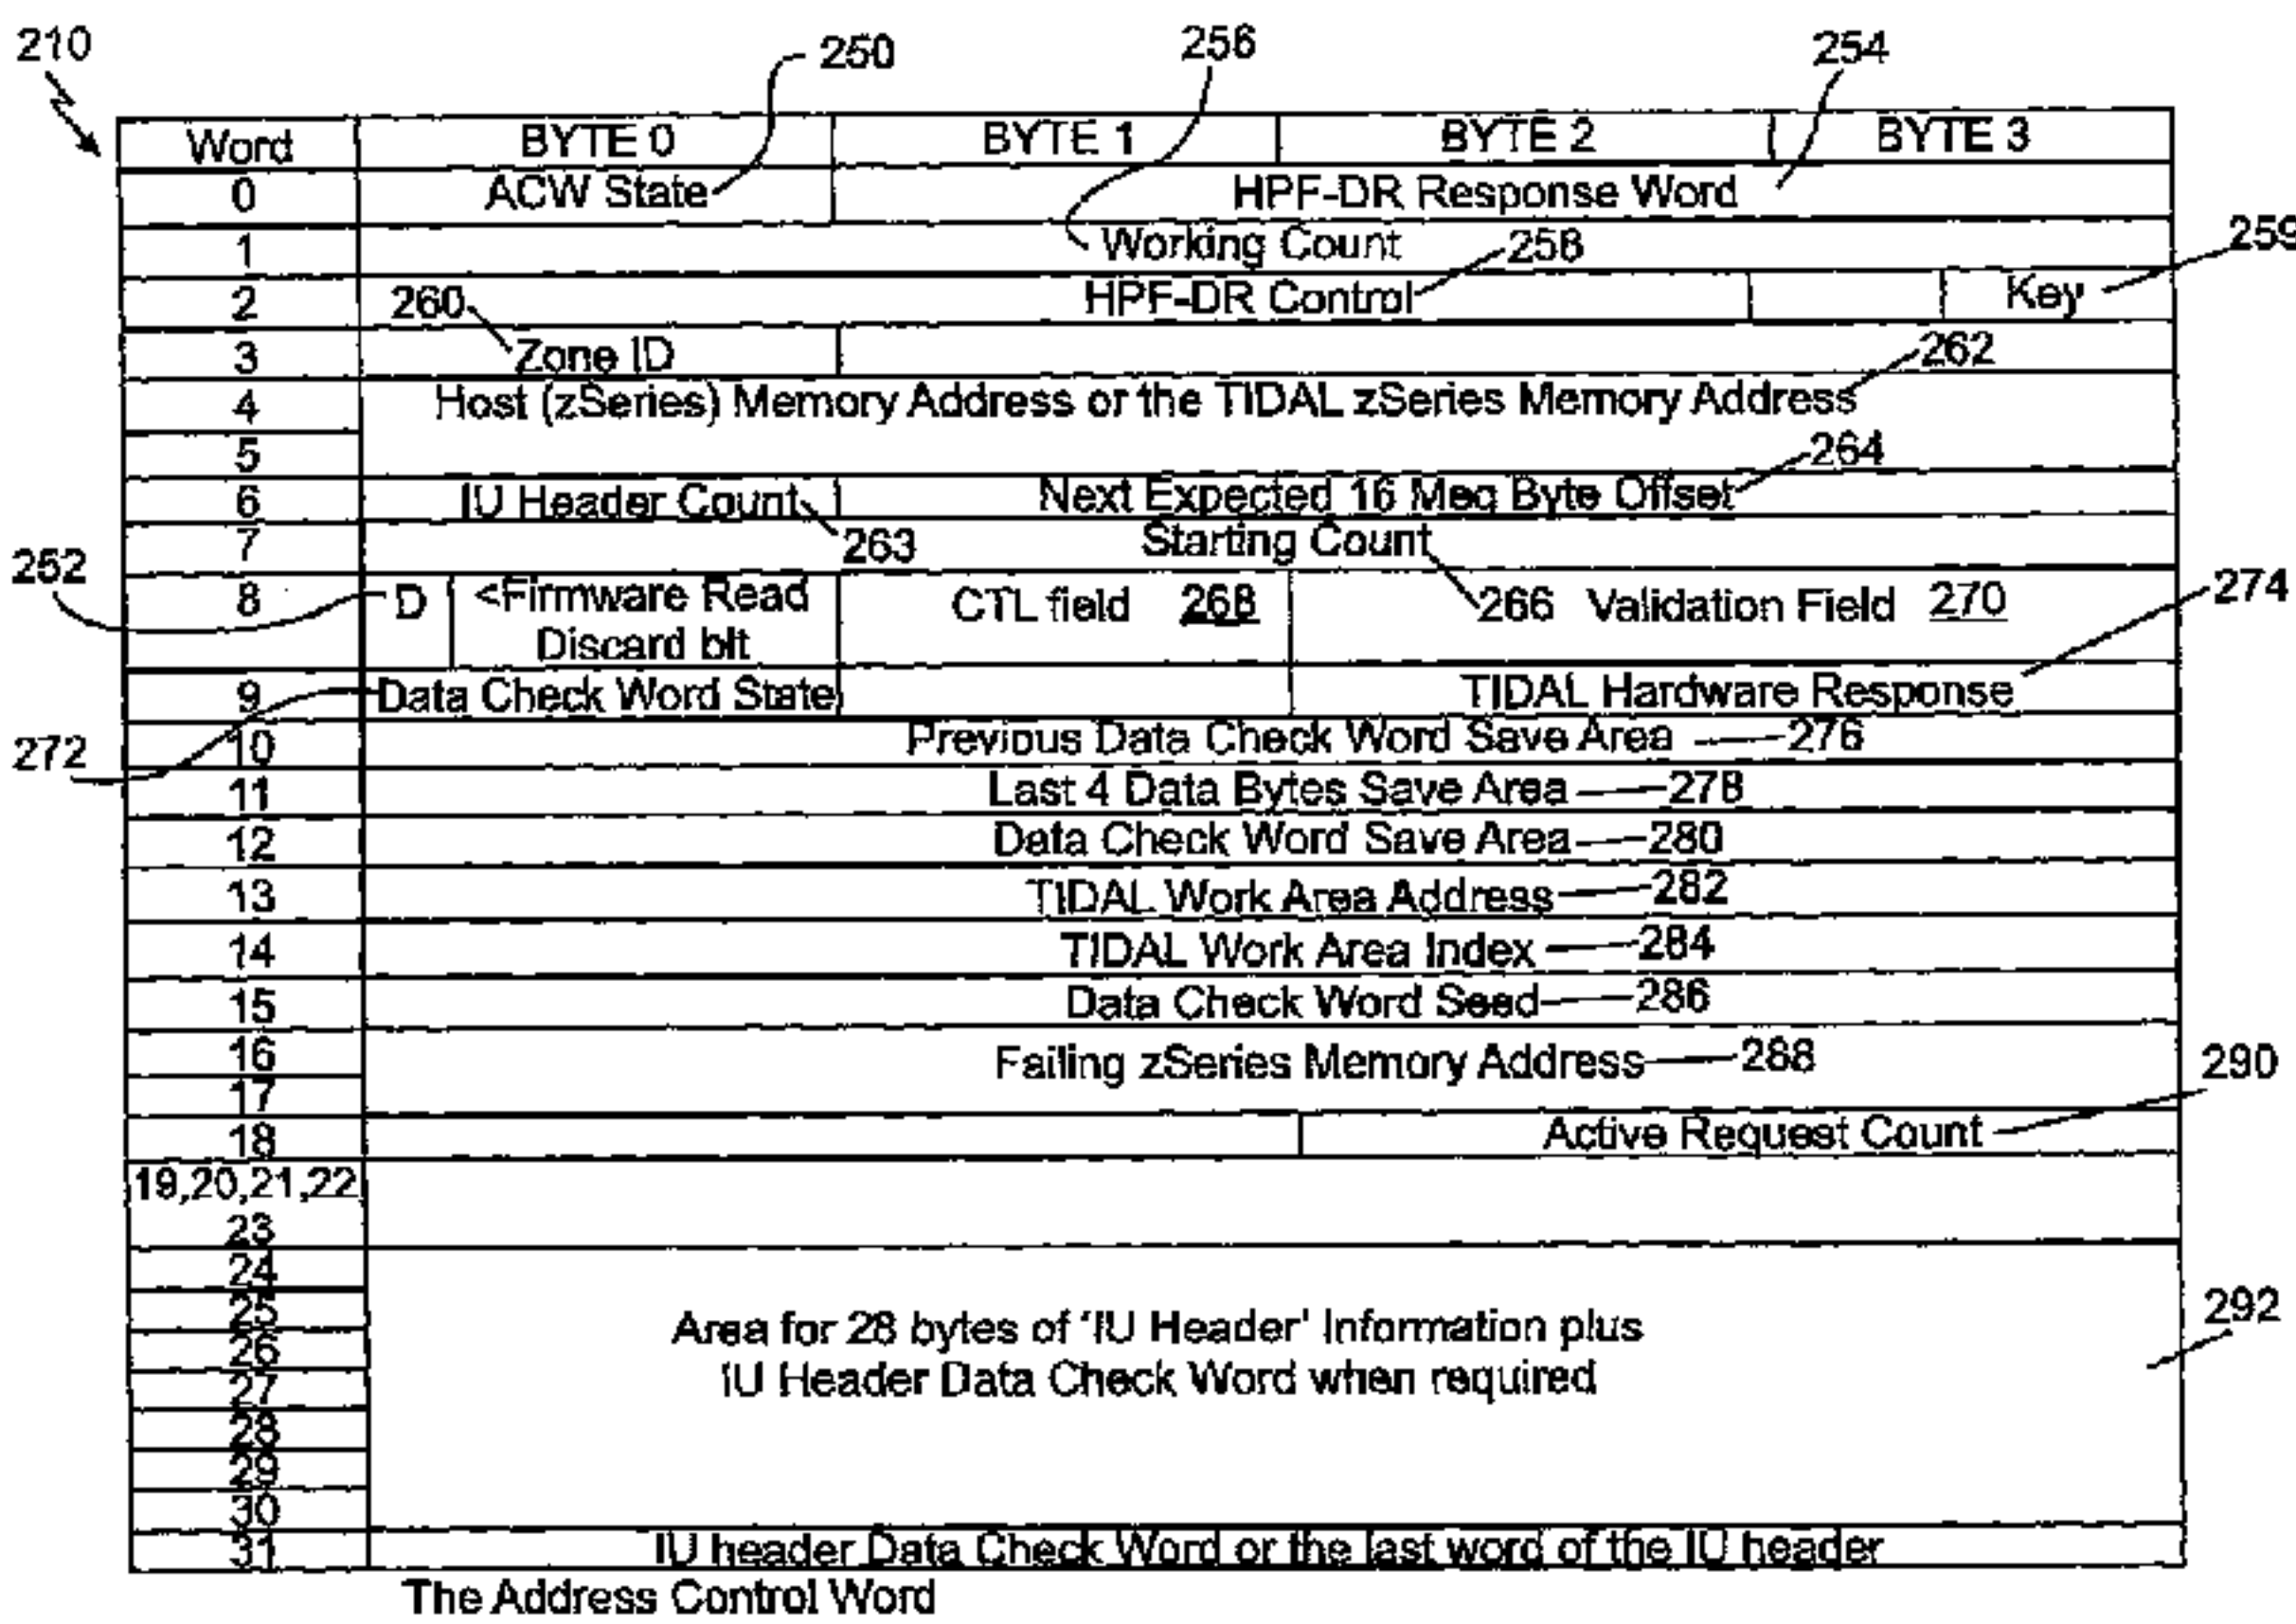 210 250 256 254
Word BYTE 0 BYTE 1 BYTE 2 BYTE 3
0 ACW State HPF-DR Response Word
1 Working Count 258 259
2 260 HPF-DR Control Key
3 Zone ID 262
4 Host (zSeries) Memory Address or the TIDAL zSeries Memory Address
5 264
6 IU Header Count Next Expected 16 Meg Byte Offset
7 263 Starting Count
252 8 D <Firmware Read CTL field 268 266 Validation Field 270 274
Discard bit
9 Data Check Word State TIDAL Hardware Response
272 10 Previous Data Check Word Save Area 276
11 Last 4 Data Bytes Save Area 278
12 Data Check Word Save Area 280
13 TIDAL Work Area Address 282
14 TIDAL Work Area Index 284
15 Data Check Word Seed 286
16 Failing zSeries Memory Address 288 290
17
18 Active Request Count
19,20,21,22
23
24
25 Area for 28 bytes of 'IU Header' Information plus 292
26
27 IU Header Data Check Word when required
28
29
30
31 IU header Data Check Word or the last word of the IU header
The Address Control Word